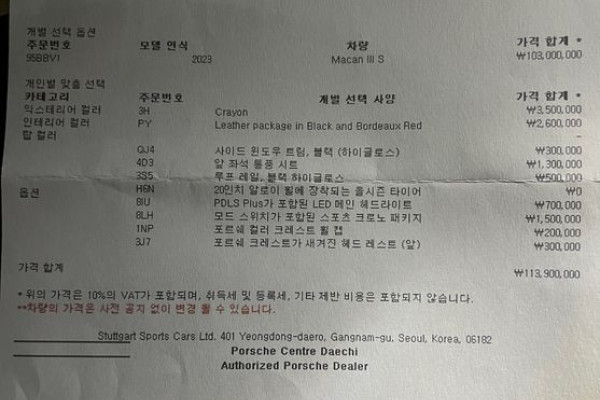 개별 선택 옵션
주문번호 모델 연식 차량 가격 합계 *
95BBV1 2023 Macan III S ₩103,000,000
개인별 맞춤 선택
카테고리 주문번호 개별 선택 사양 가격 합계 *
익스테리어 컬러 3H Crayon ₩3,500,000
인테리어 컬러 PY Leather package in Black and Bordeaux Red ₩2,600,000
탑 컬러 -
QJ4 사이드 윈도우 트림, 블랙 (하이글로스) ₩300,000
4D3 앞 좌석 통풍 시트 ₩1,300,000
3S5 루프 레일, 블랙 하이글로스 ₩500,000
옵션 H6N 20인치 알로이 휠에 장착되는 올시즌 타이어 ₩0
8IU PDLS Plus가 포함된 LED 메인 헤드라이트 ₩700,000
8LH 모드 스위치가 포함된 스포츠 크로노 패키지 ₩1,500,000
1NP 포르쉐 컬러 크레스트 휠 캡 ₩200,000
3J7 포르쉐 크레스트가 새겨진 헤드 레스트 (앞) ₩300,000
가격 합계 ₩113,900,000
* 위의 가격은 10%의 VAT가 포함되며, 취득세 및 등록세, 기타 제반 비용은 포함되지 않습니다.
**차량의 가격은 사전 공지 없이 변경 될 수 있습니다.
Stuttgart Sports Cars Ltd. 401 Yeongdong-daero, Gangnam-gu, Seoul, Korea, 06182
Porsche Centre Daechi
Authorized Porsche Dealer